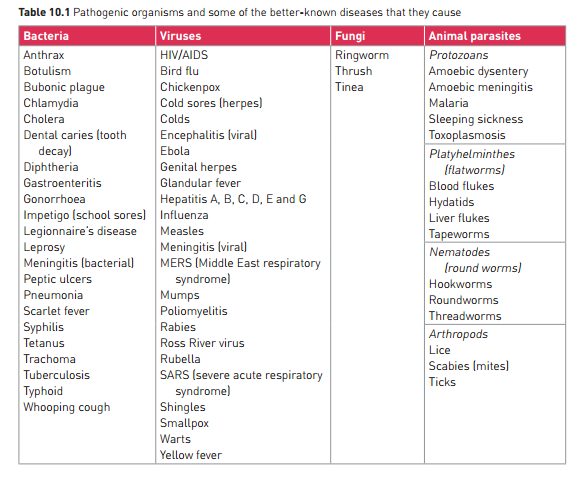 Table 10.1 Pathogenic organisms and some of the better-known diseases that they cause
Bacteria
Anthrax
Botulism
Bubonic plague
Chlamydia
Cholera
Dental caries (tooth
decay)
Diphtheria
Gastroenteritis
Gonorrhoea
Impetigo (school sores)
Legionnaire's disease
Leprosy
Meningitis (bacterial)
Peptic ulcers
Pneumonia
Scarlet fever
Syphilis
Tetanus
Trachoma
Tuberculosis
Typhoid
Whooping cough
Viruses
HIV/AIDS
Bird flu
Chickenpox
Cold sores (herpes)
Colds
Encephalitis (viral)
Ebola
Genital herpes
Glandular fever
Hepatitis A, B, C, D, E and G
Influenza
Measles
Meningitis (viral)
MERS (Middle East respiratory
syndrome)
Mumps
Poliomyelitis
Rabies
Ross River virus
Rubella
SARS (severe acute respiratory
syndrome)
Shingles
Smallpox
Warts
Yellow fever
Fungi
Ringworm
Thrush
Tinea
Animal parasites
Protozoans
Amoebic dysentery
Amoebic meningitis
Malaria
Sleeping sickness
Toxoplasmosis
Platyhelminthes
(flatworms)
Blood flukes
Hydatids
Liver flukes
Tapeworms
Nematodes
(round worms)
Hookworms
Roundworms
Threadworms
Arthropods
Lice
Scabies (mites)
Ticks